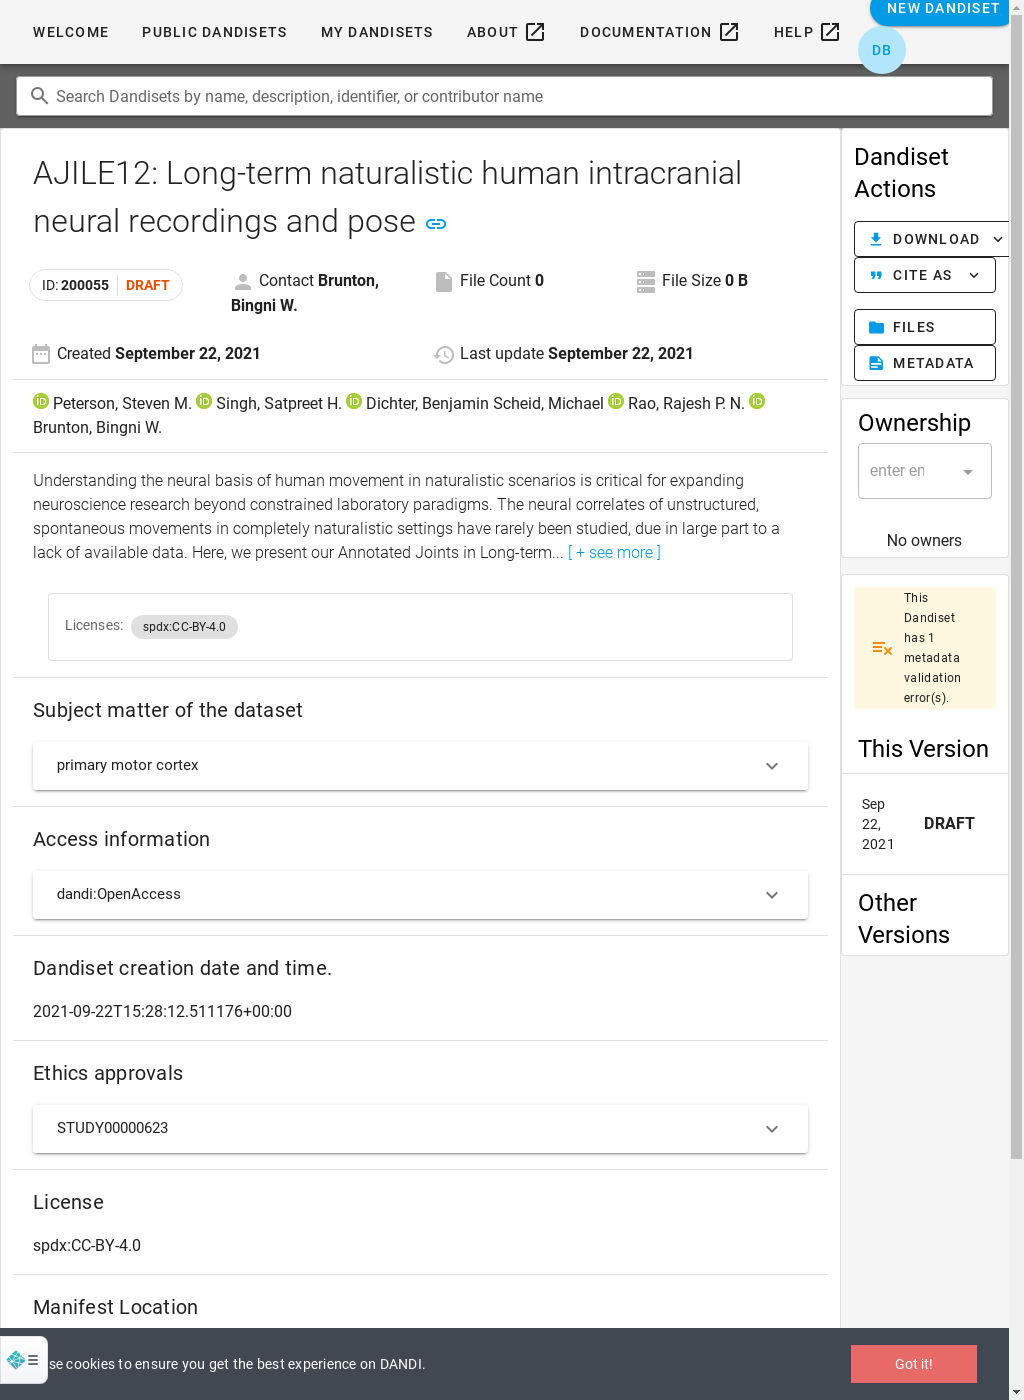 WELCOME PUBLIC DANDISETS MY DANDISETS ABOUT DOCUMENTATION HELP NEW DANDISET
DB
Search Dandisets by name, description, identifier, or contributor name
AJILE12: Long-term naturalistic human intracranial
neural recordings and pose
ID: 200055 DRAFT
Contact Brunton,
Bingni W.
File Count 0
File Size 0 B
Created September 22, 2021
Last update September 22, 2021
Peterson, Steven M. Singh, Satpreet H. Dichter, Benjamin Scheid, Michael Rao, Rajesh P. N.
Brunton, Bingni W.
Understanding the neural basis of human movement in naturalistic scenarios is critical for expanding
neuroscience research beyond constrained laboratory paradigms. The neural correlates of unstructured,
spontaneous movements in completely naturalistic settings have rarely been studied, due in large part to a
lack of available data. Here, we present our Annotated Joints in Long-term... [ + see more ]
Licenses: spdx:CC-BY-4.0
Subject matter of the dataset
primary motor cortex
Access information
dandi:OpenAccess
Dandiset creation date and time.
2021-09-22T15:28:12.511176+00:00
Ethics approvals
STUDY00000623
License
spdx:CC-BY-4.0
Manifest Location
Dandiset
Actions
DOWNLOAD
CITE AS
FILES
METADATA
Ownership
enter en
No owners
This
Dandiset
has 1
metadata
validation
error(s).
This Version
Sep
22,
2021
DRAFT
Other
Versions
se cookies to ensure you get the best experience on DANDI.
Got it!